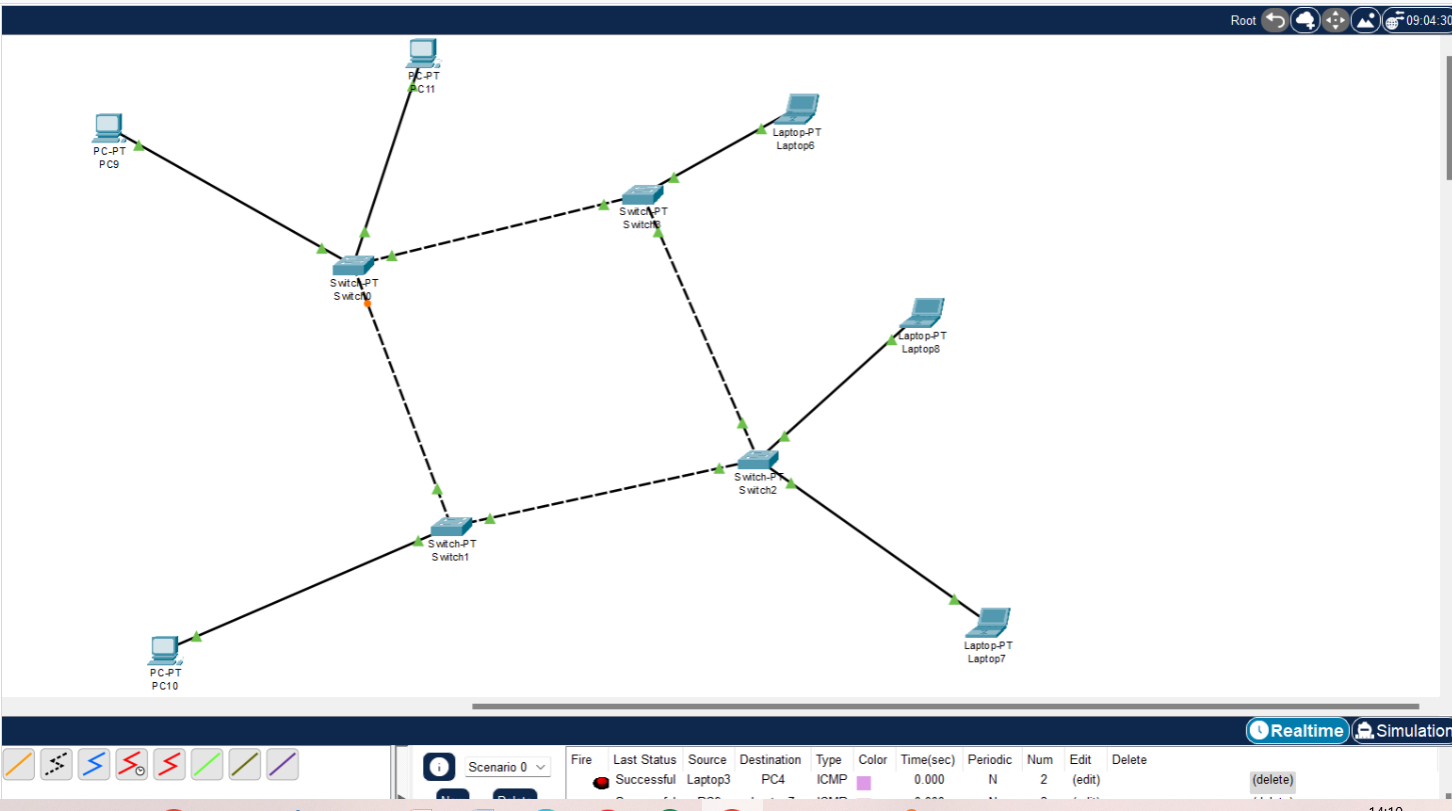 Root 09:04:30
PC-PT
PC11
Laptop-PT
Laptop6
PC-PT
PC9
Switch-PT
Switch3
Switch-PT
Switch0
Laptop-PT
Laptop8
Switch-PT
Switch2
Switch-PT
Switch1
Laptop-PT
Laptop7
PC-PT
PC10
Realtime Simulation
Scenario 0
Fire Last Status Source Destination Type Color Time(sec) Periodic Num Edit Delete
Successful Laptop3 PC4 ICMP 0.000 N 2 (edit) (delete)